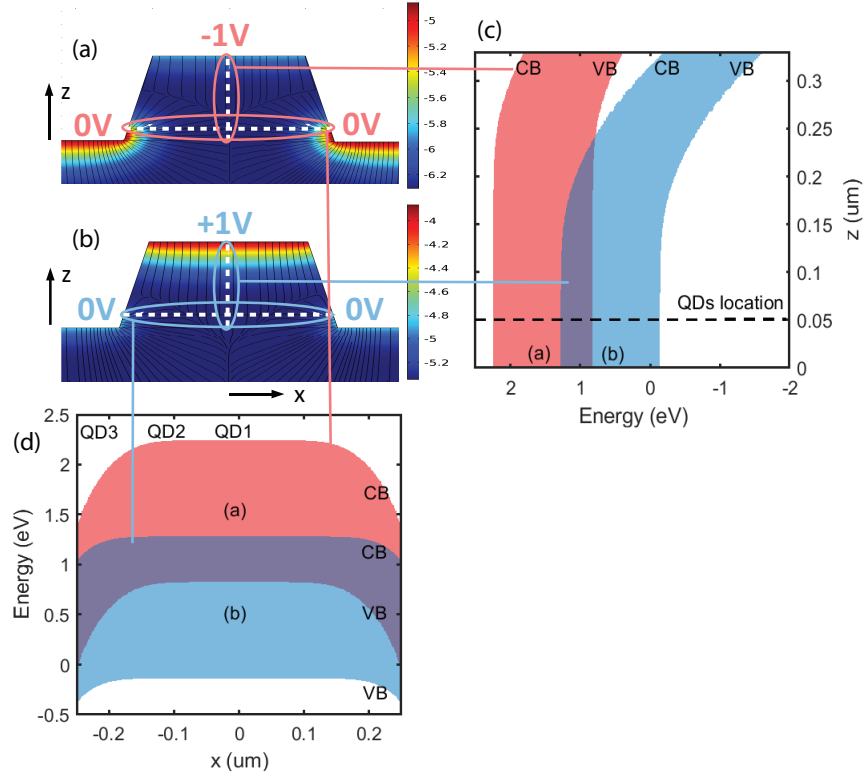 (a)
-1V
z
0V
0V
-5
-5.2
-5.4
-5.6
-5.8
-6
-6.2
(b)
+1V
z
0V
0V
x
-4
-4.2
-4.4
-4.6
-4.8
-5
-5.2
(c)
CB
VB
CB
VB
0.3
0.2
0.1
0.05
0
z (um)
QDs location
(a)
(b)
2
1
0
-1
-2
Energy (eV)
(d)
2.5
2
1.5
1
0.5
0
-0.5
Energy (eV)
QD3
QD2
QD1
CB
(a)
CB
(b)
VB
VB
-0.2
-0.1
0
0.1
0.2
x (um)